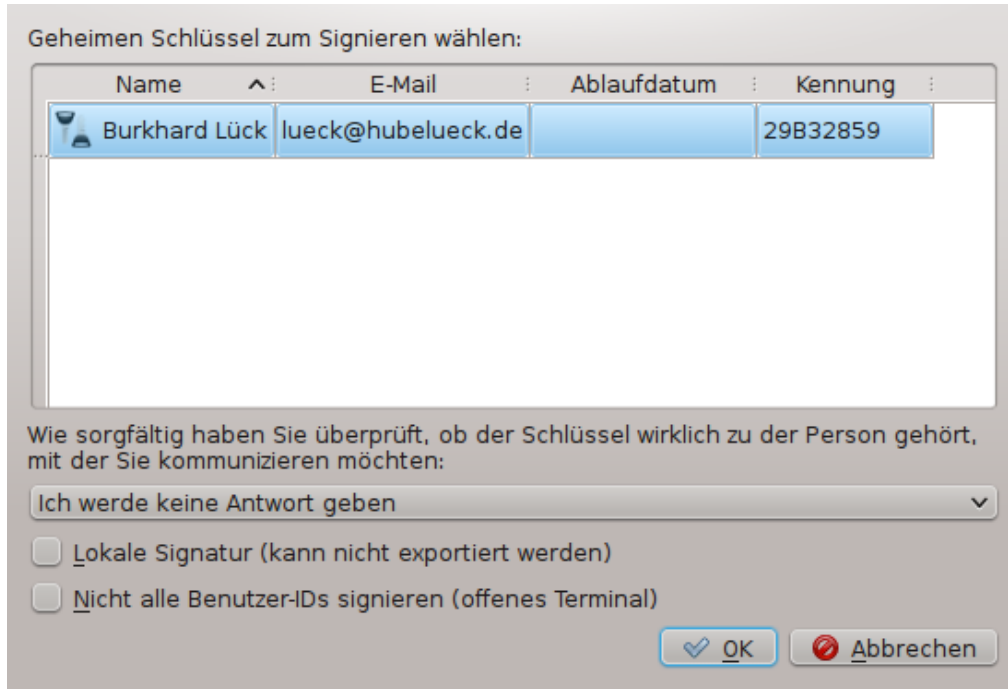 Geheimen Schlüssel zum Signieren wählen:
Name E-Mail Ablaufdatum Kennung
Burkhard Lück lueck@hubelueck.de 29B32859
Wie sorgfältig haben Sie überprüft, ob der Schlüssel wirklich zu der Person gehört,
mit der Sie kommunizieren möchten:
Ich werde keine Antwort geben
Lokale Signatur (kann nicht exportiert werden)
Nicht alle Benutzer-IDs signieren (offenes Terminal)
OK Abbrechen